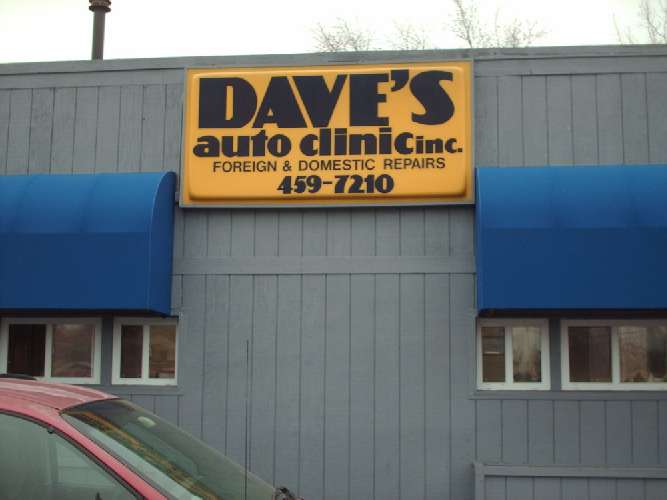 DAVE'S
auto clinic inc.
FOREIGN & DOMESTIC REPAIRS
459-7210